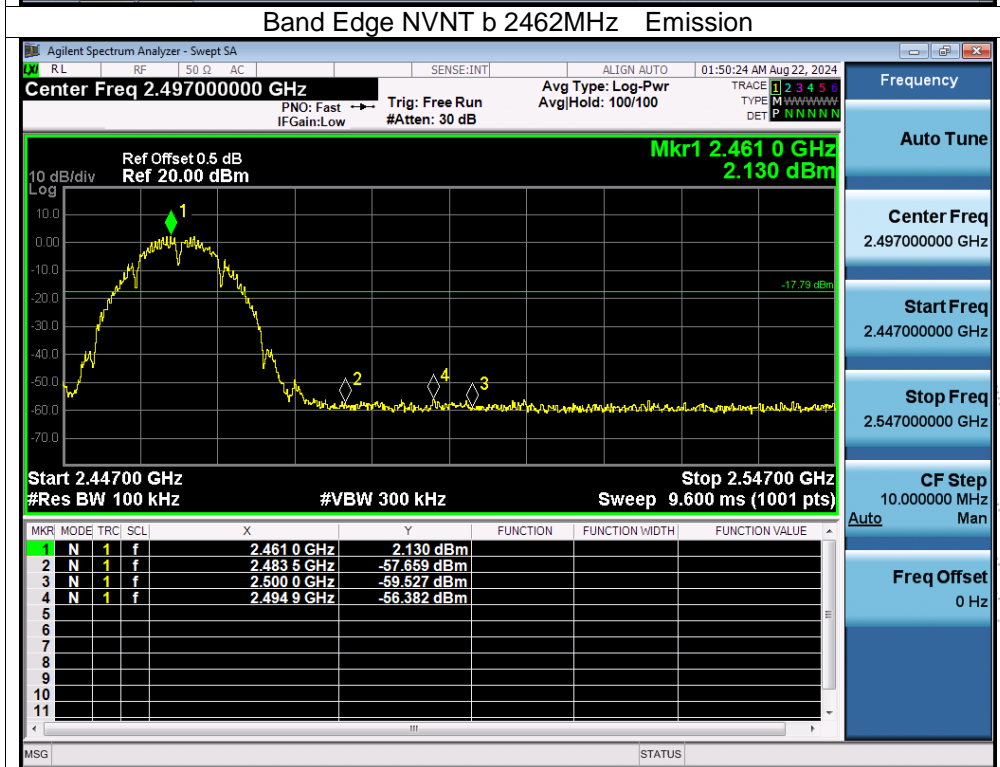 Band Edge NVNT b 2462MHz Emission
Agilent Spectrum Analyzer - Swept SA
LXI RL RF 50 Ω AC SENSE:INT ALIGN AUTO 01:50:24 AM Aug 22, 2024
Center Freq 2.497000000 GHz
PNO: Fast
IFGain:Low
Trig: Free Run
#Atten: 30 dB
Avg Type: Log-Pwr
Avg|Hold: 100/100
TRACE 1 2 3 4 5 6
TYPE M WWWWW
DET P N N N N N
Frequency
Mkr1 2.461 0 GHz
2.130 dBm
Ref Offset 0.5 dB
10 dB/div Ref 20.00 dBm
Log
10.0
0.00
-10.0
-20.0
-30.0
-40.0
-50.0
-60.0
-70.0
1
2
4
3
-17.79 dBm
Start 2.44700 GHz Stop 2.54700 GHz
#Res BW 100 kHz #VBW 300 kHz Sweep 9.600 ms (1001 pts)
Auto Tune
Center Freq
2.497000000 GHz
Start Freq
2.447000000 GHz
Stop Freq
2.547000000 GHz
CF Step
10.000000 MHz
Auto Man
Freq Offset
0 Hz
MKR MODE TRC SCL X Y FUNCTION FUNCTION WIDTH FUNCTION VALUE
1 N 1 f 2.461 0 GHz 2.130 dBm
2 N 1 f 2.483 5 GHz -57.659 dBm
3 N 1 f 2.500 0 GHz -59.527 dBm
4 N 1 f 2.494 9 GHz -56.382 dBm
5
6
7
8
9
10
11
MSG STATUS